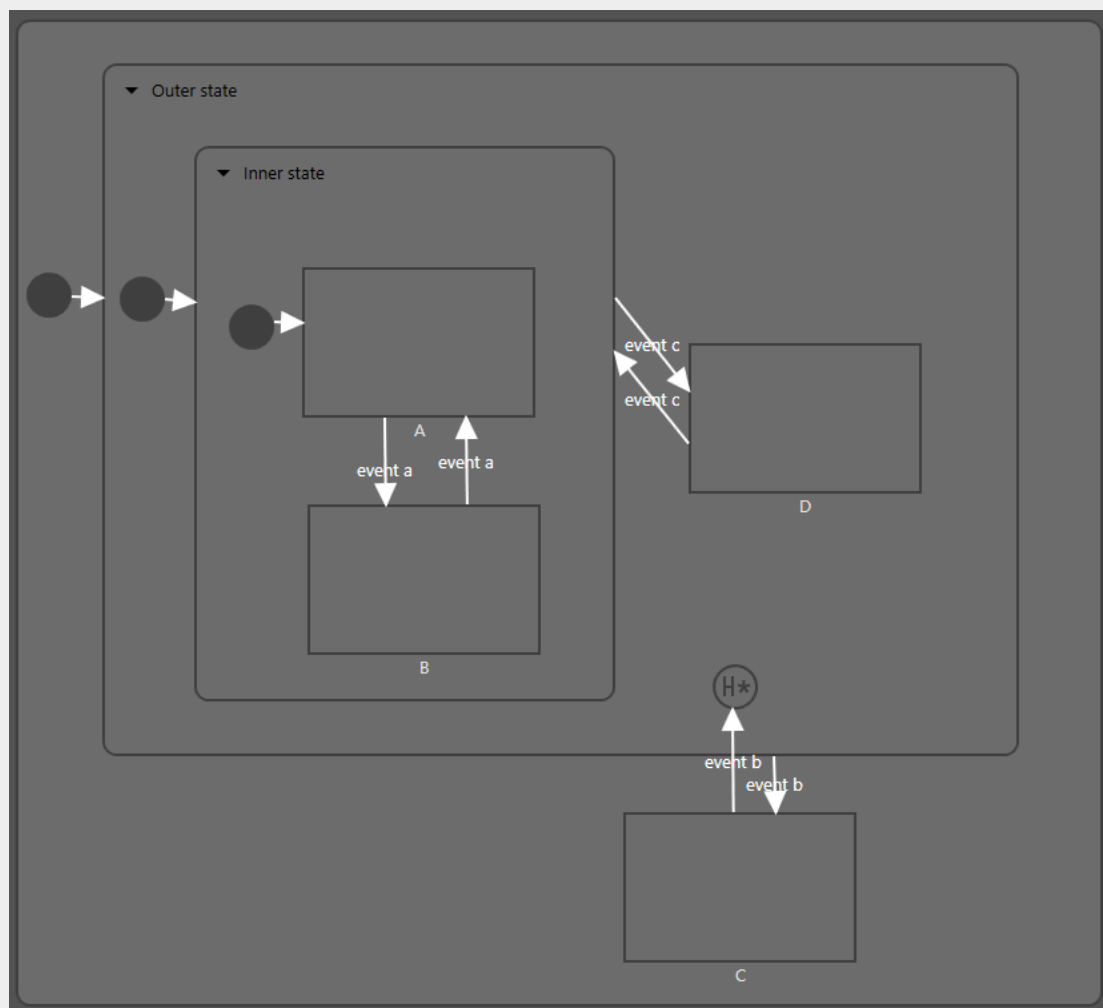 Outer state
Inner state
event c
event c
A
event a
event a
D
B
H*
event b
event b
C